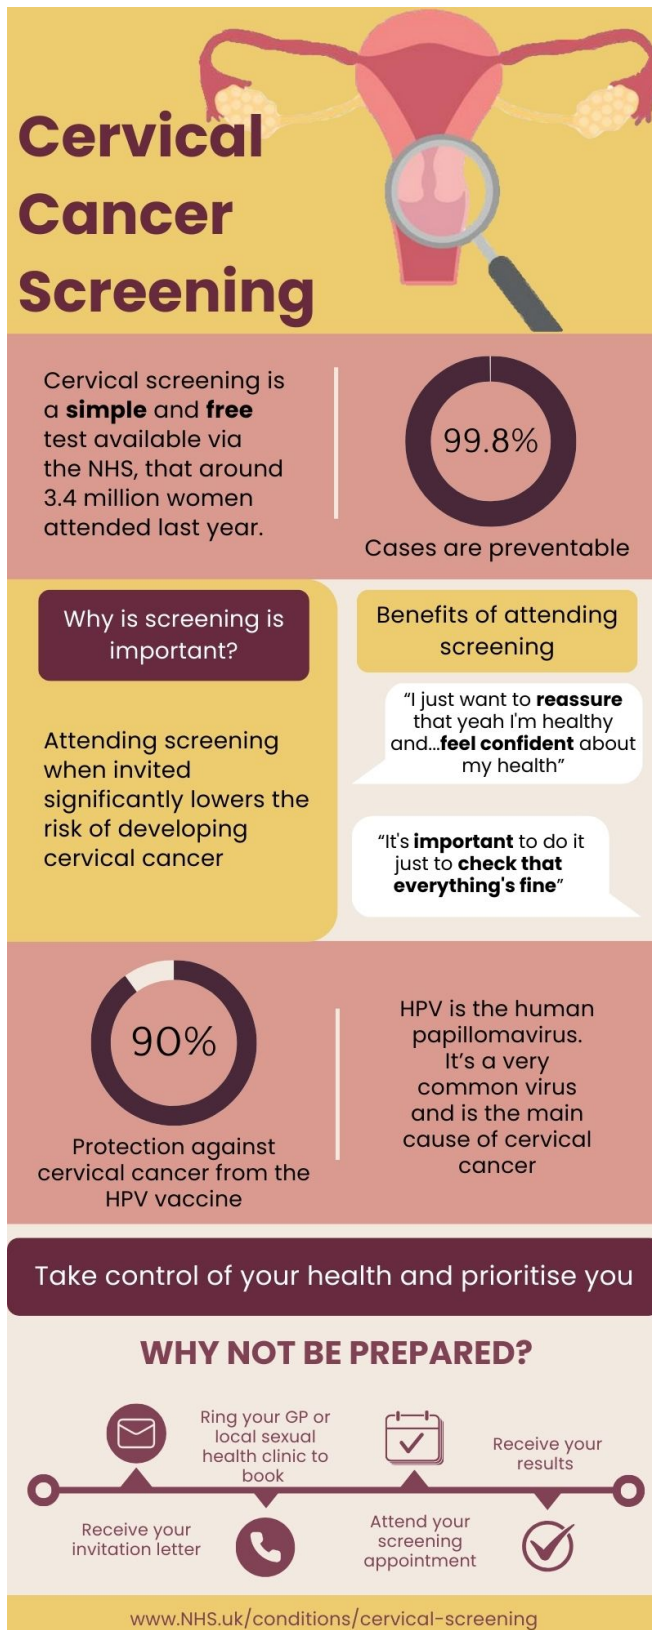 Cervical
Cancer
Screening
Cervical screening is
a simple and free
test available via
the NHS, that around
3.4 million women
attended last year.
99.8%
Cases are preventable
Why is screening is
important?
Attending screening
when invited
significantly lowers the
risk of developing
cervical cancer
Benefits of attending
screening
“I just want to reassure
that yeah I'm healthy
and...feel confident about
my health”
“It's important to do it
just to check that
everything's fine”
90%
Protection against
cervical cancer from the
HPV vaccine
HPV is the human
papillomavirus.
It’s a very
common virus
and is the main
cause of cervical
cancer
Take control of your health and prioritise you
WHY NOT BE PREPARED?
Receive your
invitation letter
Ring your GP or
local sexual
health clinic to
book
Attend your
screening
appointment
Receive your
results
www.NHS.uk/conditions/cervical-screening